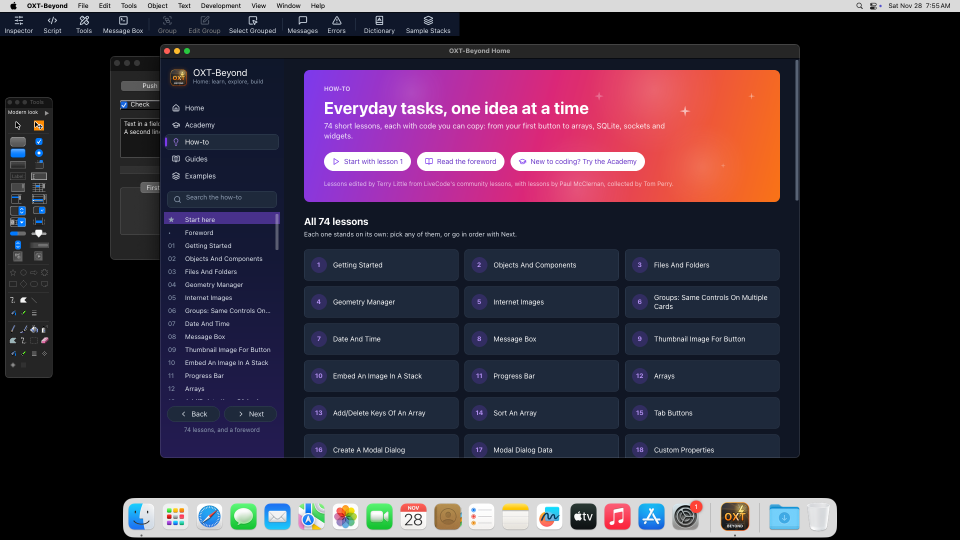 OXT-Beyond File Edit Tools Object Text Development View Window Help
Sat Nov 28 7:55 AM
Inspector Script Tools Message Box Group Edit Group Select Grouped Messages Errors Dictionary Sample Stacks
OXT-Beyond Home
Push
Check
Text in a field
A second line
First
Tools
Modern look
Label
OXT-Beyond
Home: learn, explore, build
Home
Academy
How-to
Guides
Examples
Search the how-to
Start here
Foreword
01 Getting Started
02 Objects And Components
03 Files And Folders
04 Geometry Manager
05 Internet Images
06 Groups: Same Controls On...
07 Date And Time
08 Message Box
09 Thumbnail Image For Button
10 Embed An Image In A Stack
11 Progress Bar
12 Arrays
Back Next
74 lessons, and a foreword
HOW-TO
Everyday tasks, one idea at a time
74 short lessons, each with code you can copy: from your first button to arrays, SQLite, sockets and
widgets.
Start with lesson 1
Read the foreword
New to coding? Try the Academy
Lessons edited by Terry Little from LiveCode's community lessons, with lessons by Paul McClernan, collected by Tom Perry.
All 74 lessons
Each one stands on its own: pick any of them, or go in order with Next.
1 Getting Started
2 Objects And Components
3 Files And Folders
4 Geometry Manager
5 Internet Images
6 Groups: Same Controls On Multiple
Cards
7 Date And Time
8 Message Box
9 Thumbnail Image For Button
10 Embed An Image In A Stack
11 Progress Bar
12 Arrays
13 Add/Delete Keys Of An Array
14 Sort An Array
15 Tab Buttons
16 Create A Modal Dialog
17 Modal Dialog Data
18 Custom Properties
NOV
28
tv
1
OXT
BEYOND